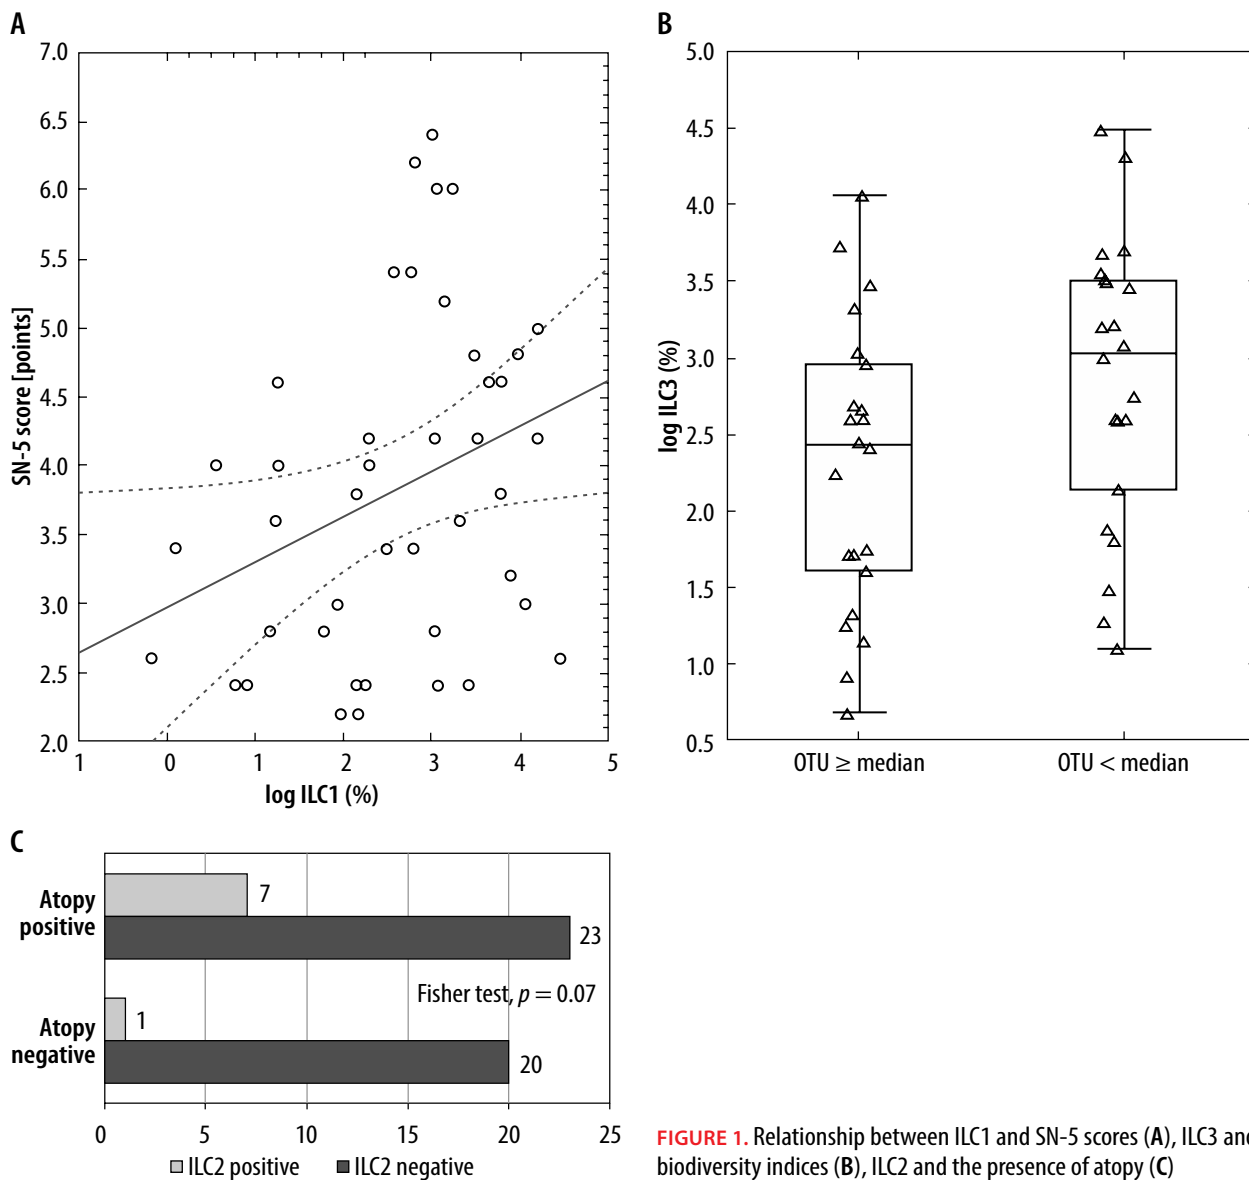 A
7.0
6.5
6.0
5.5
5.0
4.5
4.0
3.5
3.0
2.5
2.0
SN-5 score [points]
1 0 1 2 3 4 5
log ILC1 (%)
B
5.0
4.5
4.0
3.5
3.0
2.5
2.0
1.5
1.0
0.5
log ILC3 (%)
OTU ≥ median OTU < median
C
Atopy
positive
7
23
Fisher test, p = 0.07
Atopy
negative
1
20
0 5 10 15 20 25
ILC2 positive ILC2 negative
FIGURE 1. Relationship between ILC1 and SN-5 scores (A), ILC3 and
biodiversity indices (B), ILC2 and the presence of atopy (C)